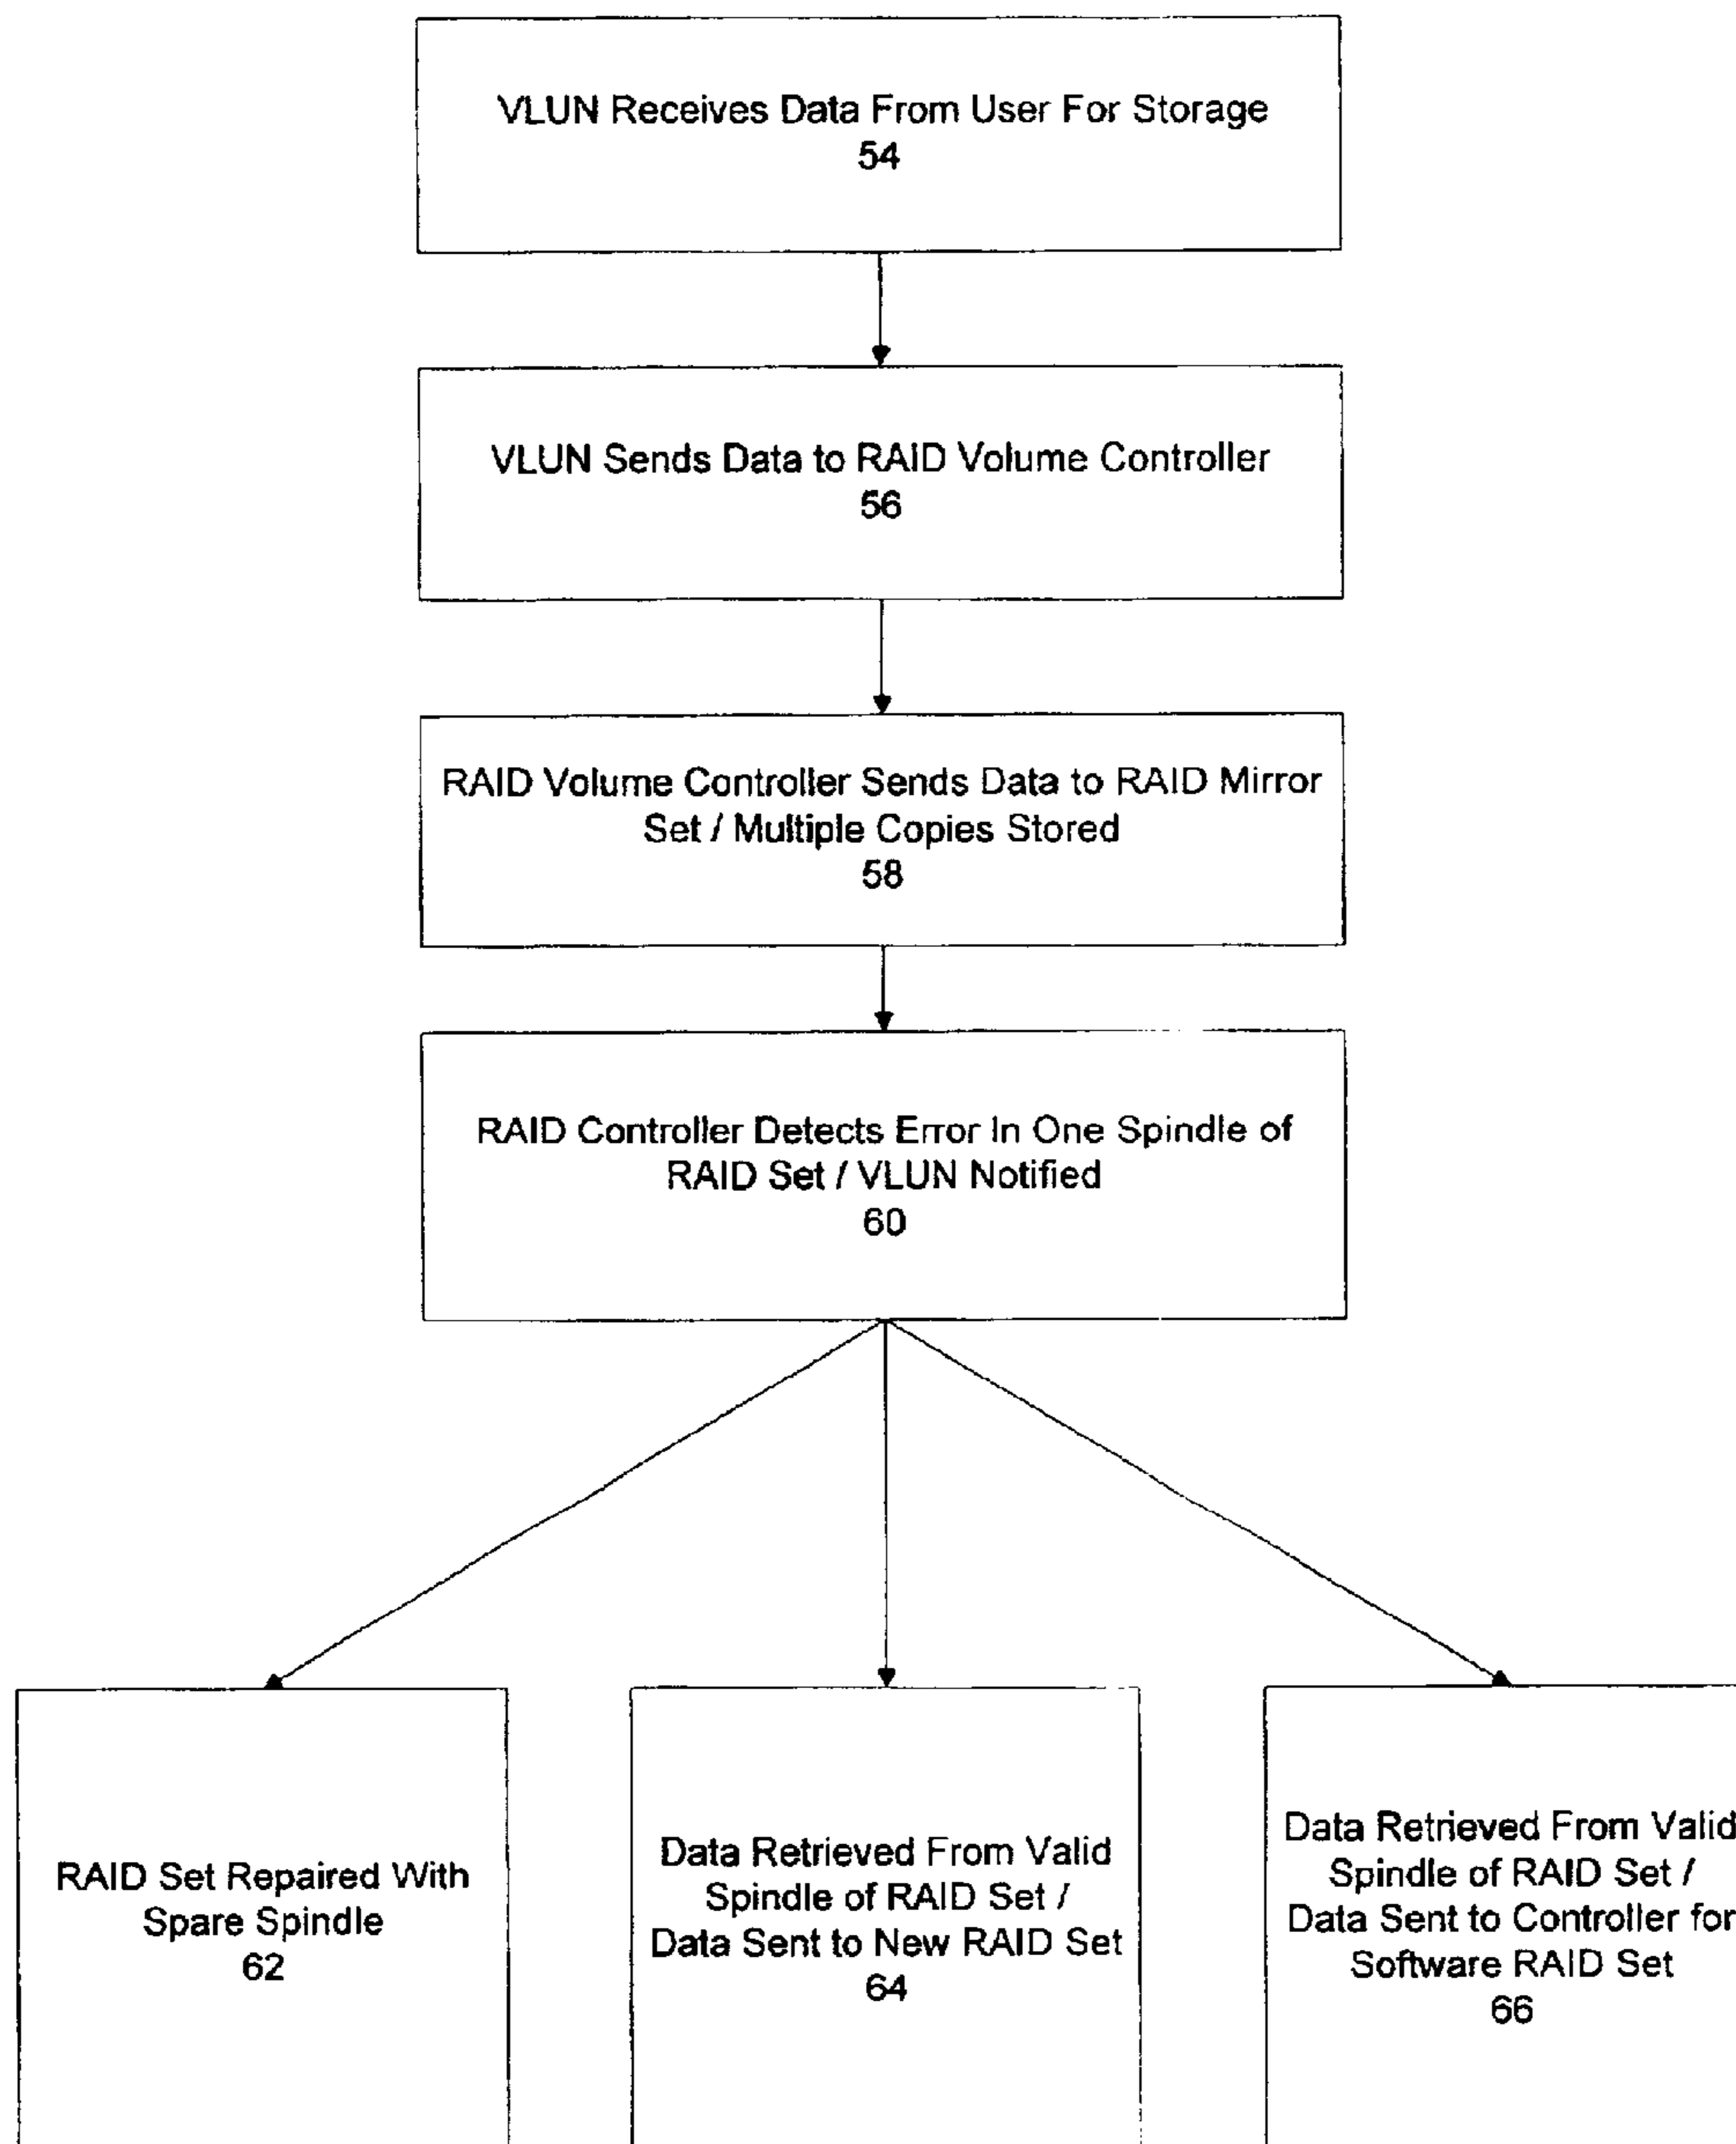 VLUN Receives Data From User For Storage
54
VLUN Sends Data to RAID Volume Controller
56
RAID Volume Controller Sends Data to RAID Mirror
Set / Multiple Copies Stored
58
RAID Controller Detects Error In One Spindle of
RAID Set / VLUN Notified
60
RAID Set Repaired With
Spare Spindle
62
Data Retrieved From Valid
Spindle of RAID Set /
Data Sent to New RAID Set
64
Data Retrieved From Valid
Spindle of RAID Set /
Data Sent to Controller for
Software RAID Set
66